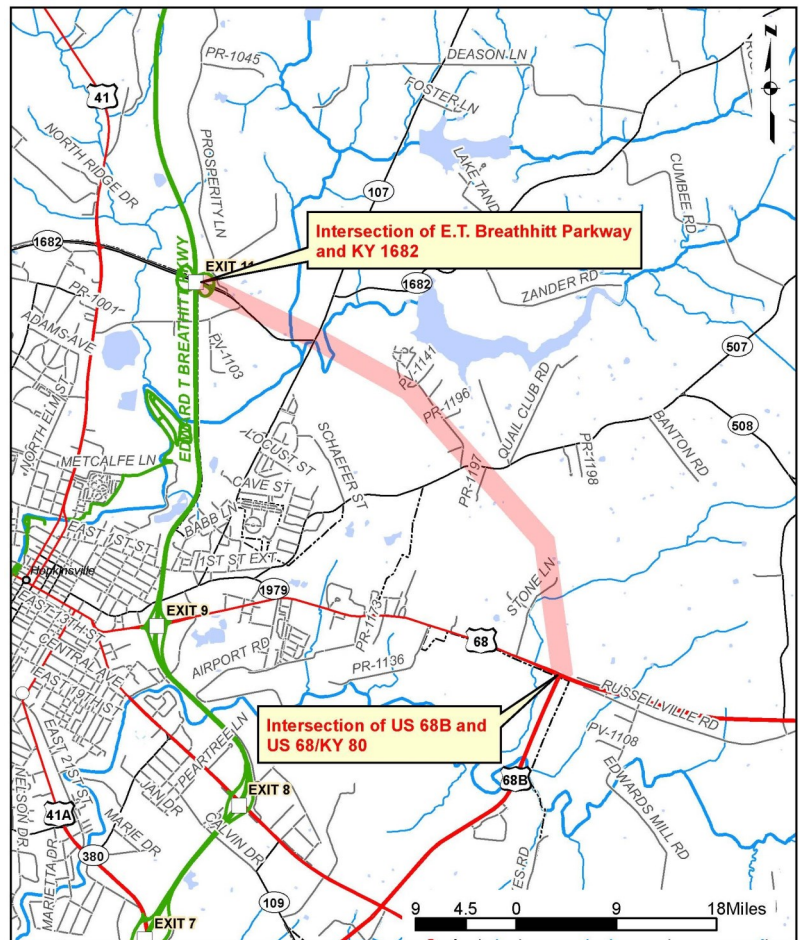 PR-1045
DEASON LN
FOSTER LN
41
N
NORTH RIDGE DR
PROSPERITY LN
107
LAKE TAND
CUMBEE RD
Intersection of E.T. Breathhitt Parkway
and KY 1682
1682
EXIT 11
1682
ZANDER RD
PR-1001
ADAMS AVE
EDWARD T BREATHITT PKWY
PV-1103
507
PV-1141
PR-1196
QUAIL CLUB RD
BANTON RD
508
NORTH ELM ST
LOCUST ST
SCHAEFER ST
PR-1198
METCALFE LN
CAVE ST
PR-1197
BABB LN
EAST 1ST ST
1ST ST EXT
Hopkinsville
1979
STONE LN
EXIT 9
PR-1173
68
EAST 13TH ST
CENTRAL AVE
AIRPORT RD
PR-1136
EAST 19TH ST
RUSSELLVILLE RD
Intersection of US 68B and
US 68/KY 80
PEARTREE LN
PV-1108
EAST 21ST ST
68B
EDWARDS MILL RD
JAN DR
EXIT 8
NELSON DR
41A
MARIE DR
CALVIN DR
380
MARIETTA DR
109
ES RD
EXIT 7
9 4.5 0 9 18Miles